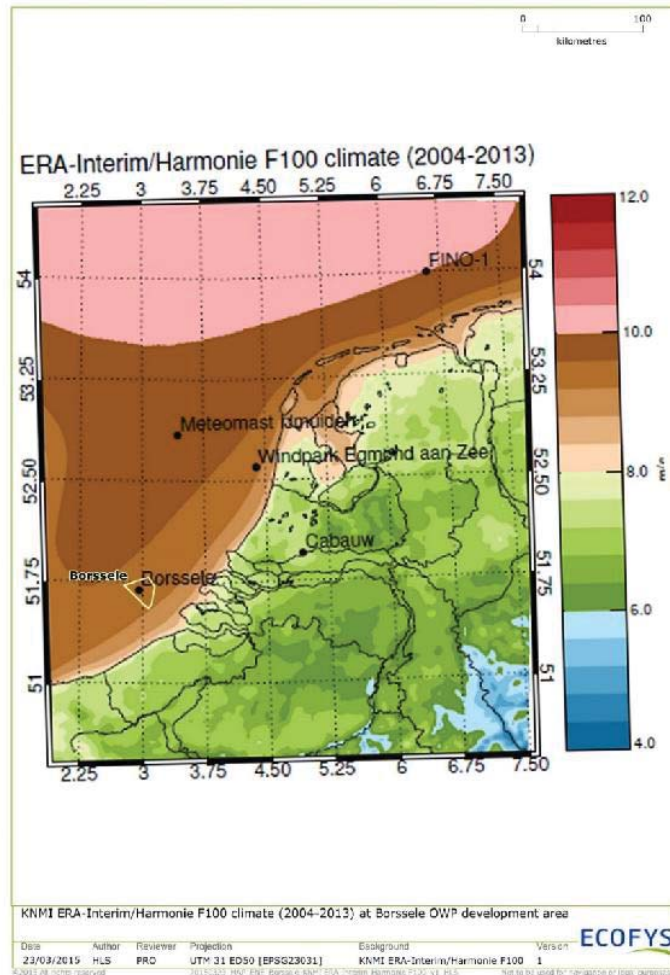 0 100
kilometres
ERA-Interim/Harmonie F100 climate (2004-2013)
2.25 3 3.75 4.50 5.25 6 6.75 7.50
12.0
54 FINO-1 54
10.0
53.25 53.25
Meteomast IJmuiden
Windpark Egmond aan Zee
8.0
52.50 52.50
Cabauw
51.75 Borssele Borssele 51.75
6.0
51 51
4.0
2.25 3 3.75 4.50 5.25 6 6.75 7.50
KNMI ERA-Interim/Harmonie F100 climate (2004-2013) at Borssele OWP development area
Date Author Reviewer Projection Background Version
23/03/2015 HLS PRO UTM 31 ED50 [EPSG23031] KNMI ERA-Interim/Harmonie F100 1
ECOFYS
©2015 All rights reserved